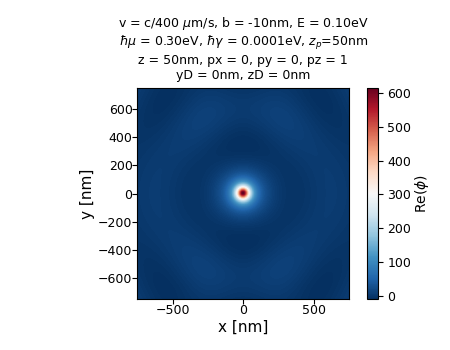 v = c/400 μm/s, b = -10nm, E = 0.10eV
ħμ = 0.30eV, ħγ = 0.0001eV, z_p=50nm
z = 50nm, px = 0, py = 0, pz = 1
yD = 0nm, zD = 0nm
600
400
200
0
−200
−400
−600
y [nm]
−500
0
500
x [nm]
600
500
400
300
200
100
0
Re(ϕ)